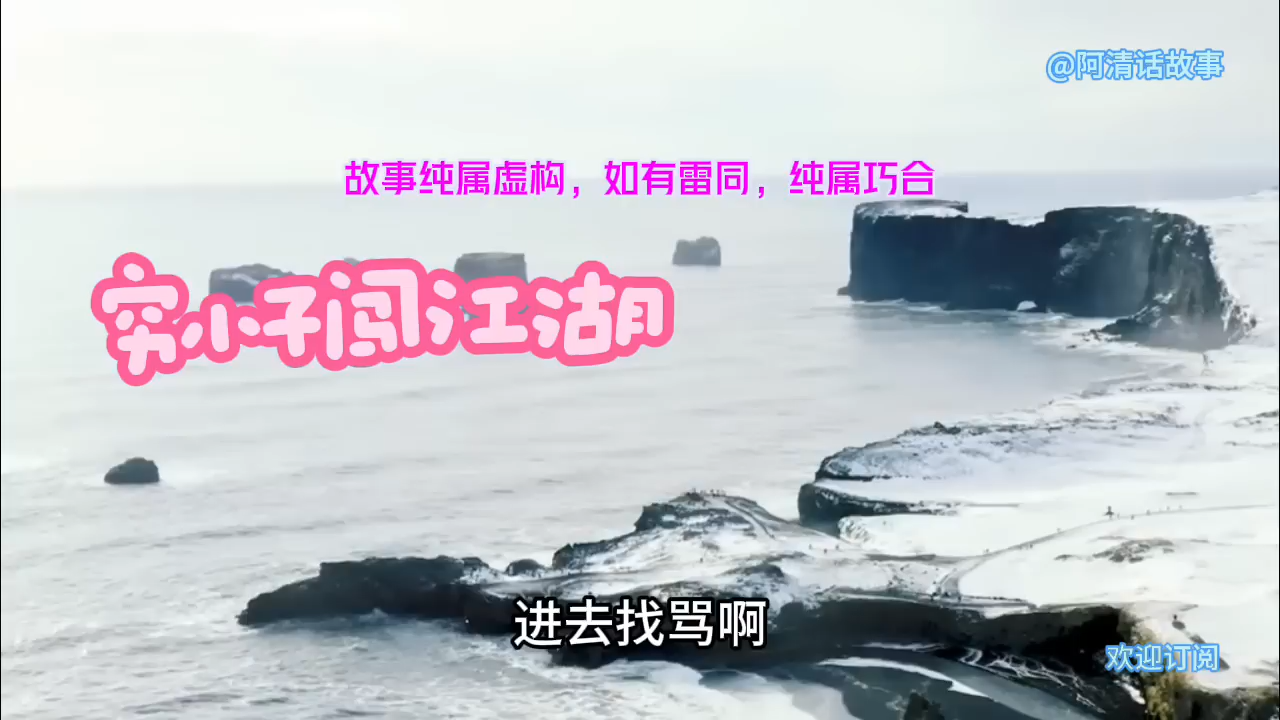 @阿清话故事
故事纯属虚构，如有雷同，纯属巧合
穷小子闯江湖
进去找骂啊
欢迎订阅